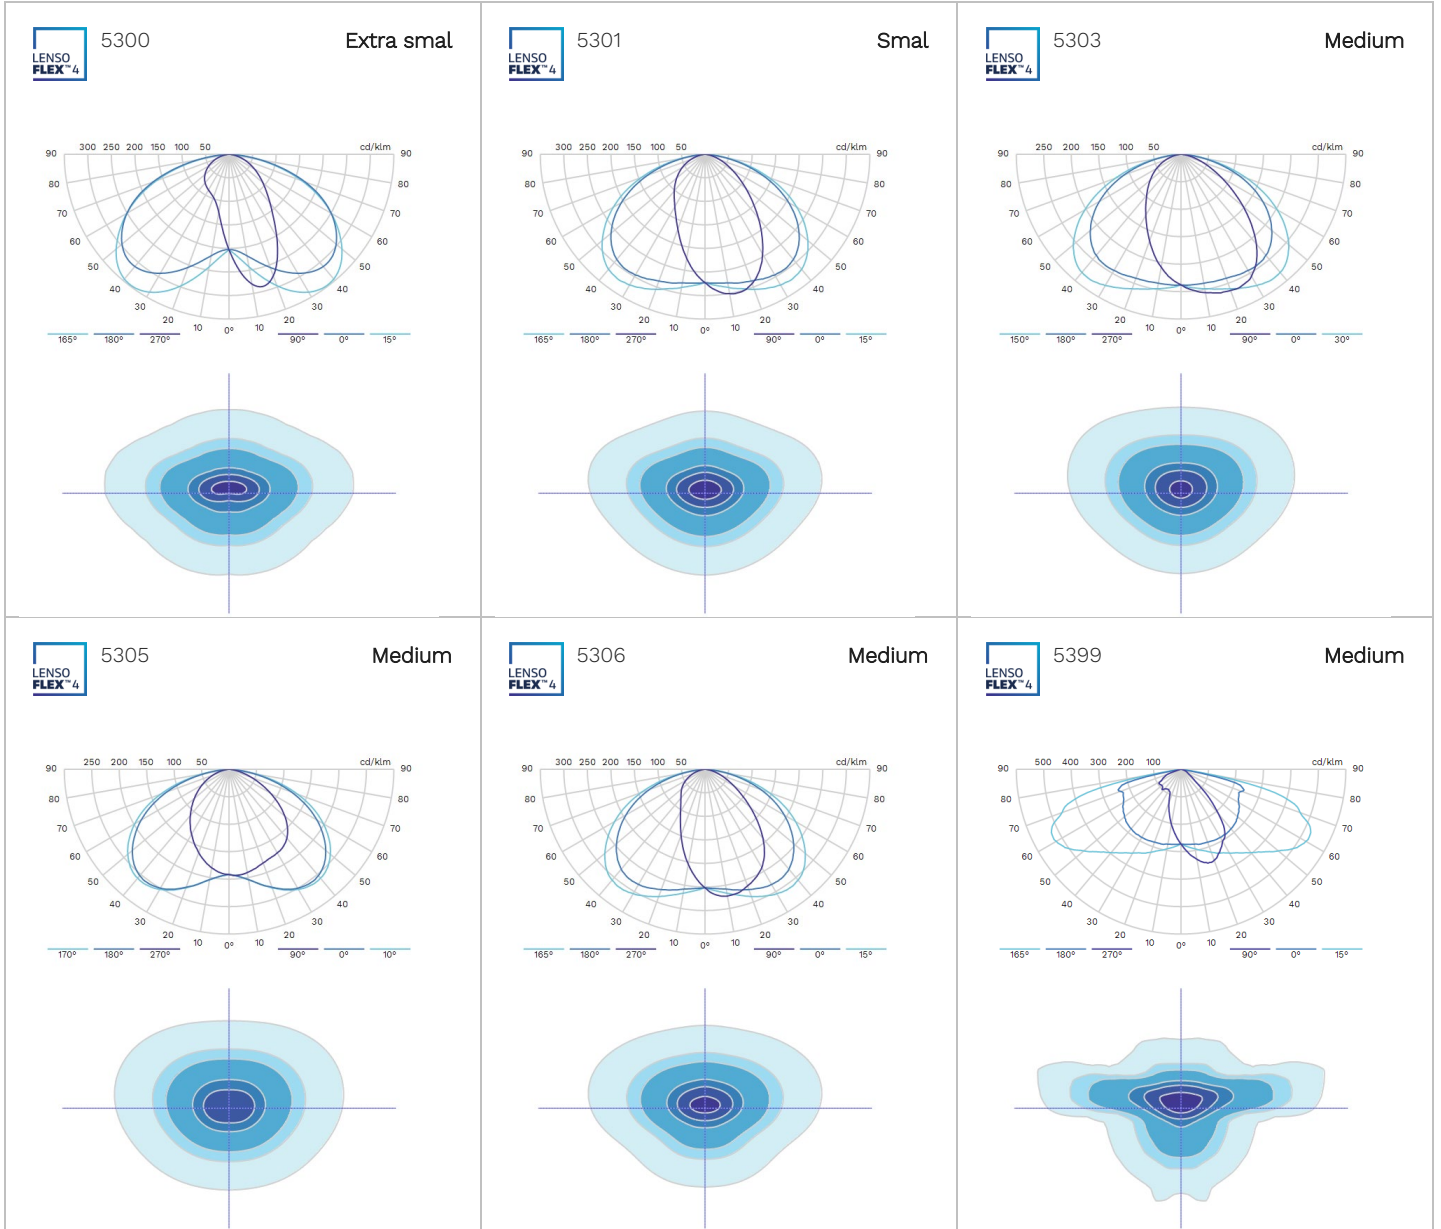 LENSO
FLEX™4
5300
Extra smal
300 250 200 150 100 50 cd/klm
90 90
80 80
70 70
60 60
50 50
40 40
30 30
20 10 0° 10 20
165° 180° 270° 90° 0° 15°
LENSO
FLEX™4
5301
Smal
300 250 200 150 100 50 cd/klm
90 90
80 80
70 70
60 60
50 50
40 40
30 30
20 10 0° 10 20
165° 180° 270° 90° 0° 15°
LENSO
FLEX™4
5303
Medium
250 200 150 100 50 cd/klm
90 90
80 80
70 70
60 60
50 50
40 40
30 30
20 10 0° 10 20
150° 180° 270° 90° 0° 30°
LENSO
FLEX™4
5305
Medium
250 200 150 100 50 cd/klm
90 90
80 80
70 70
60 60
50 50
40 40
30 30
20 10 0° 10 20
170° 180° 270° 90° 0° 10°
LENSO
FLEX™4
5306
Medium
300 250 200 150 100 50 cd/klm
90 90
80 80
70 70
60 60
50 50
40 40
30 30
20 10 0° 10 20
165° 180° 270° 90° 0° 15°
LENSO
FLEX™4
5399
Medium
500 400 300 200 100 cd/klm
90 90
80 80
70 70
60 60
50 50
40 40
30 30
20 10 0° 10 20
165° 180° 270° 90° 0° 15°